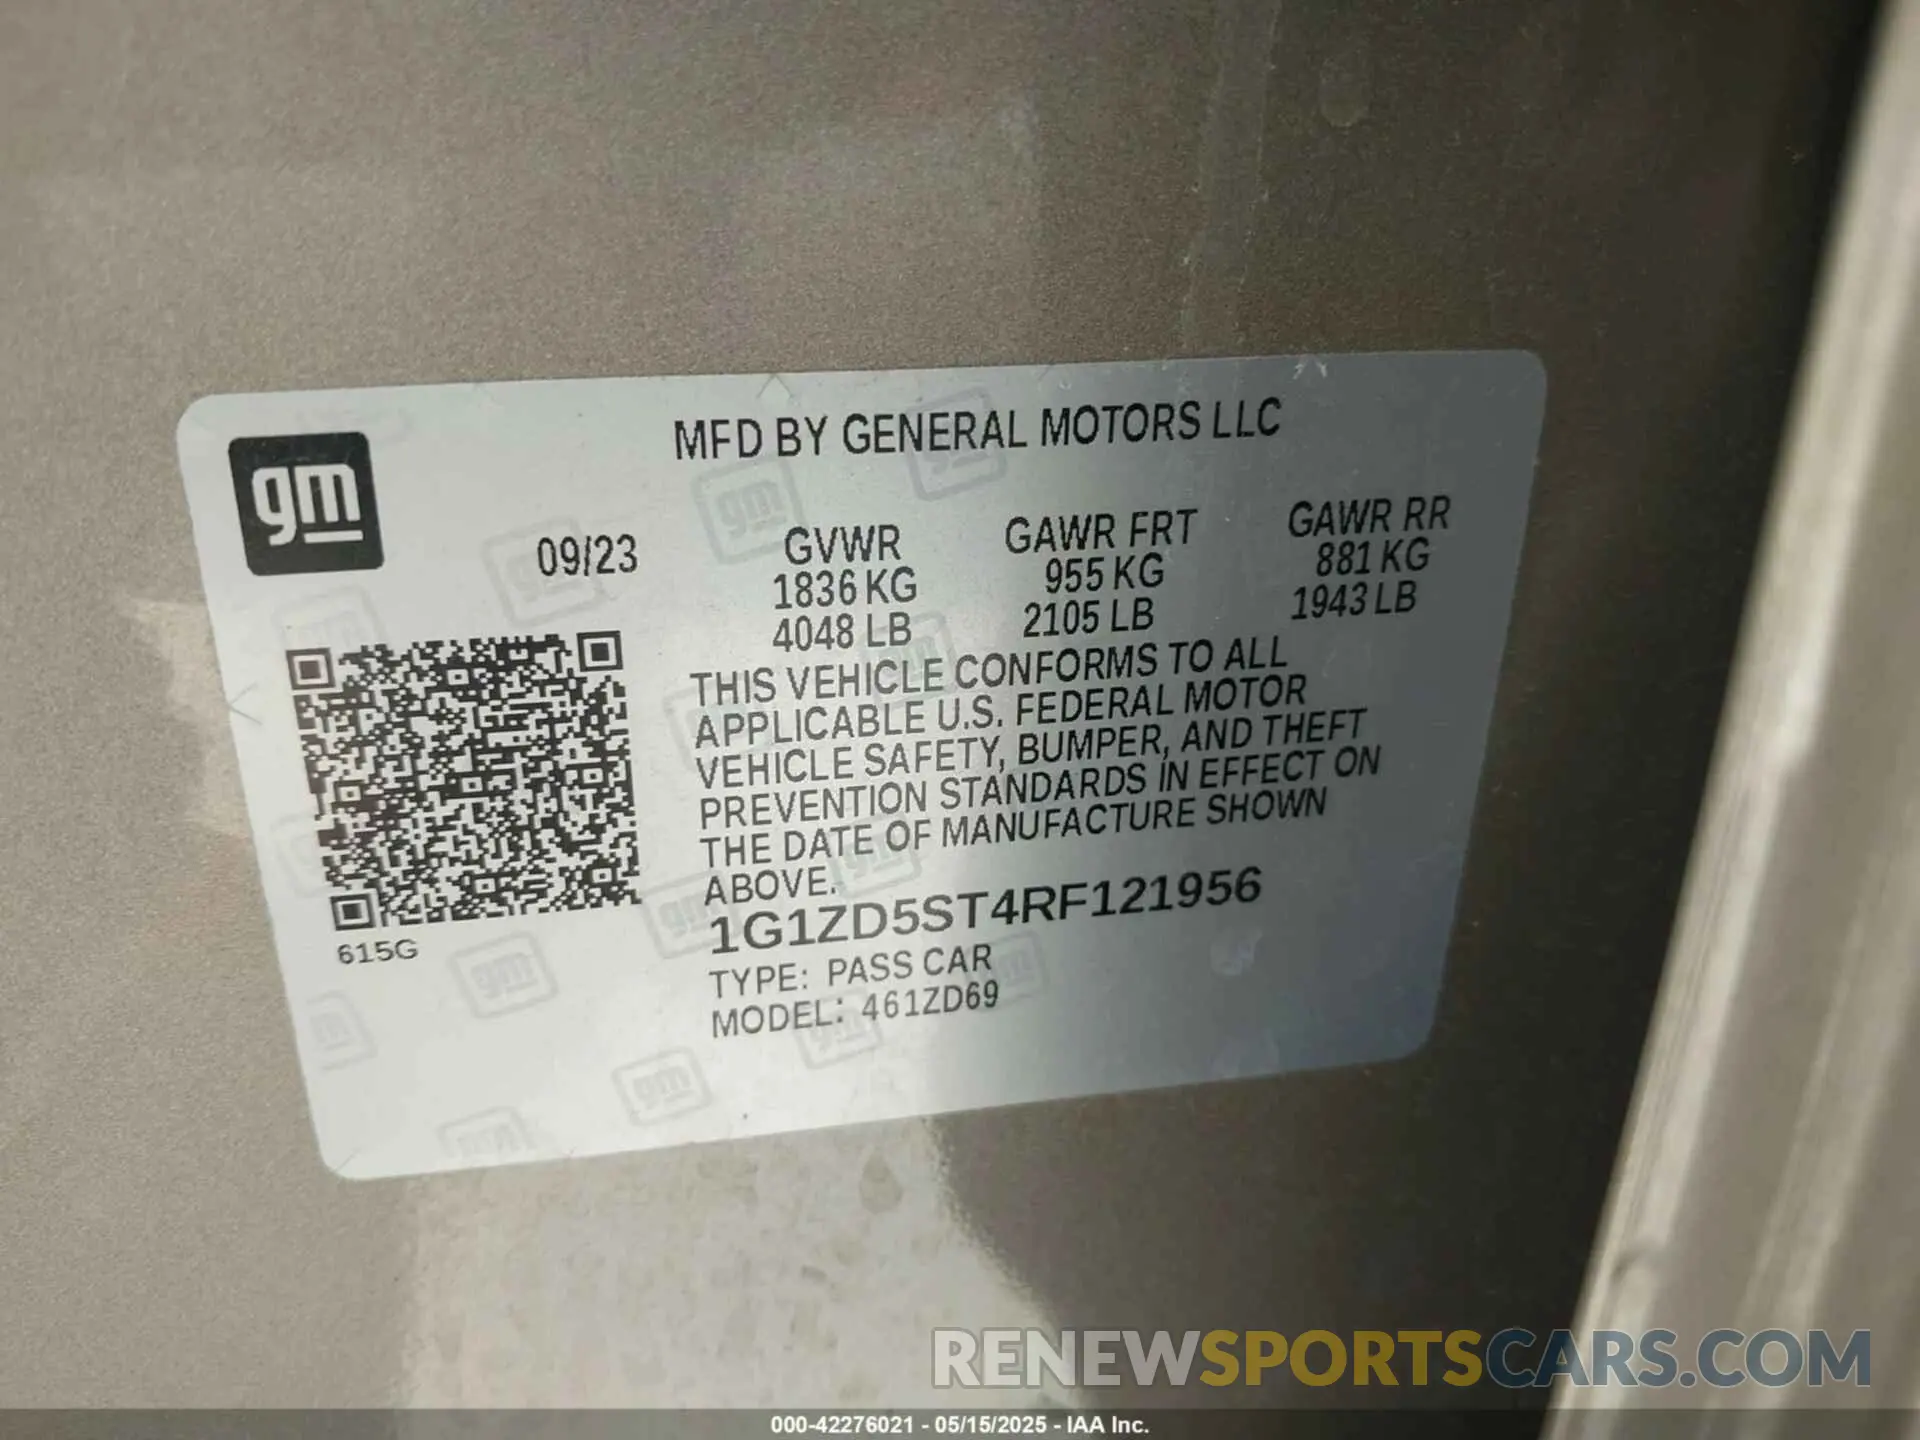 gm
MFD BY GENERAL MOTORS LLC
09/23
GVWR
1836 KG
4048 LB
GAWR FRT
955 KG
2105 LB
GAWR RR
881 KG
1943 LB
THIS VEHICLE CONFORMS TO ALL
APPLICABLE U.S. FEDERAL MOTOR
VEHICLE SAFETY, BUMPER, AND THEFT
PREVENTION STANDARDS IN EFFECT ON
THE DATE OF MANUFACTURE SHOWN
ABOVE.
1G1ZD5ST4RF121956
TYPE: PASS CAR
MODEL: 461ZD69
615G
RENEWSPORTSCARS.COM
000-42276021 - 05/15/2025 - IAA Inc.